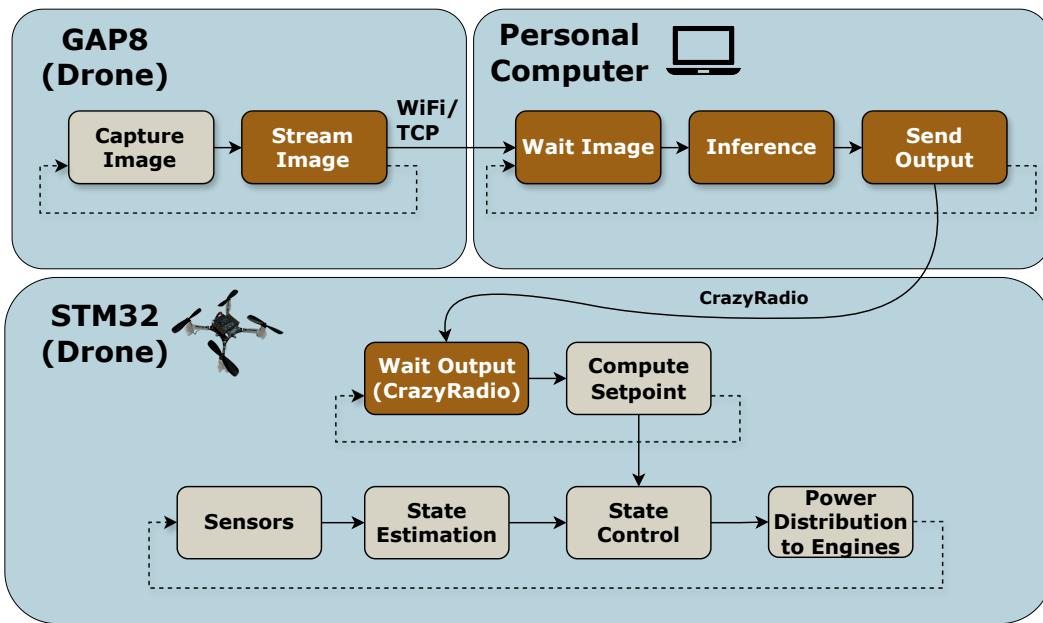 GAP8
(Drone)
Capture
Image
Stream
Image
WiFi/
TCP
Personal
Computer
Wait Image
Inference
Send
Output
CrazyRadio
STM32
(Drone)
Wait Output
(CrazyRadio)
Compute
Setpoint
Sensors
State
Estimation
State
Control
Power
Distribution
to Engines